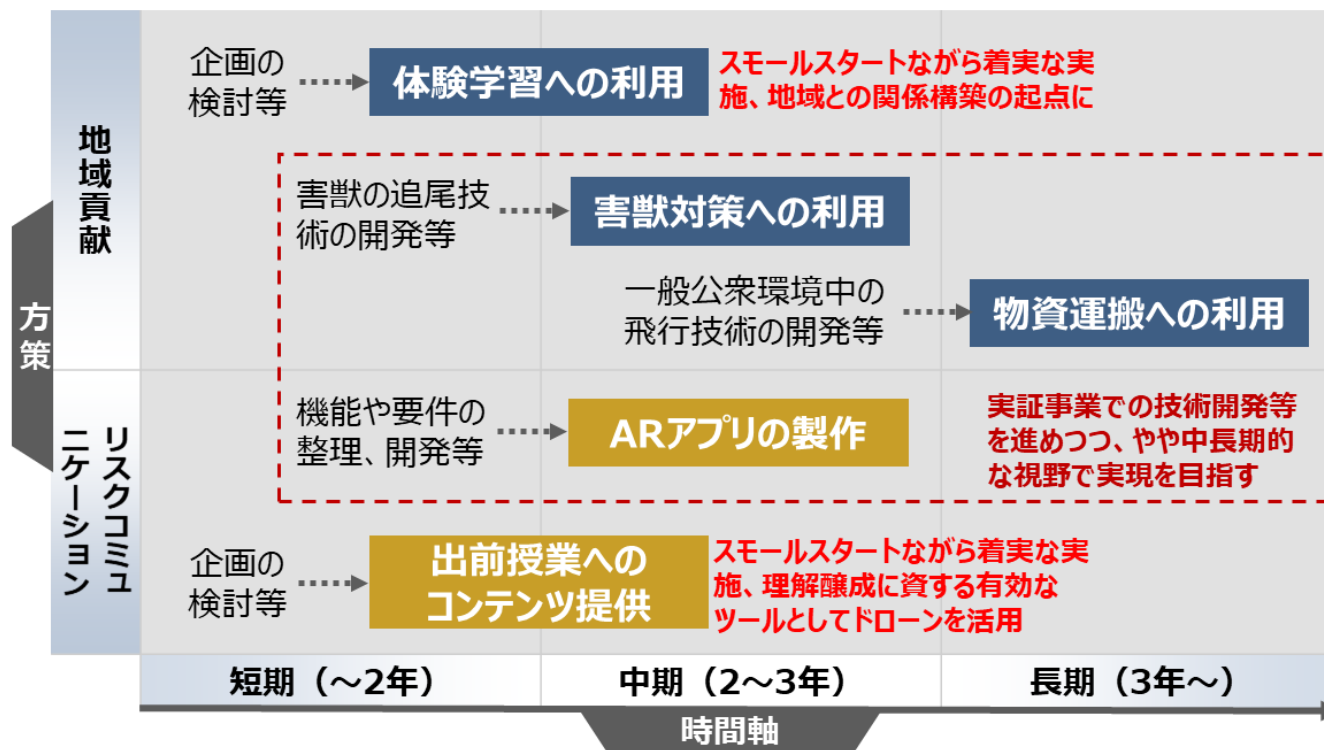 方策
地域貢献
企画の
検討等
体験学習への利用
スモールスタートながら着実な実
施、地域との関係構築の起点に
害獣の追尾技
術の開発等
害獣対策への利用
一般公衆環境中の
飛行技術の開発等
物資運搬への利用
リスクコミュ
ニケーション
機能や要件の
整理、開発等
ARアプリの製作
実証事業での技術開発等
を進めつつ、やや中長期的
な視野で実現を目指す
企画の
検討等
出前授業への
コンテンツ提供
スモールスタートながら着実な実
施、理解醸成に資する有効な
ツールとしてドローンを活用
短期（～2年）
中期（2～3年）
長期（3年～）
時間軸